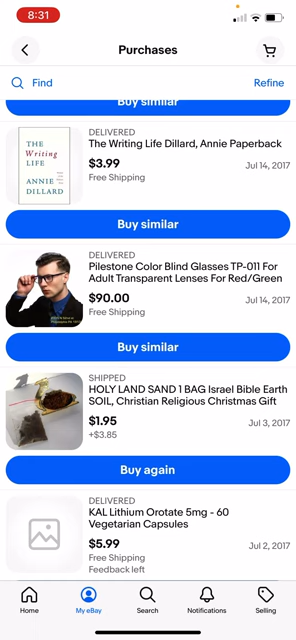 8:31
Purchases
Find
Refine
Buy similar
THE
Writing
LIFE
ANNIE
DILLARD
DELIVERED
The Writing Life Dillard, Annie Paperback
$3.99
Jul 14, 2017
Free Shipping
Buy similar
DELIVERED
Pilestone Color Blind Glasses TP-011 For
Adult Transparent Lenses For Red/Green
$90.00
Jul 14, 2017
Free Shipping
Buy similar
SHIPPED
HOLY LAND SAND 1 BAG Israel Bible Earth
SOIL, Christian Religious Christmas Gift
$1.95
Jul 3, 2017
+$3.85
Buy again
DELIVERED
KAL Lithium Orotate 5mg - 60
Vegetarian Capsules
$5.99
Jul 2, 2017
Free Shipping
Feedback left
Home
My eBay
Search
Notifications
Selling